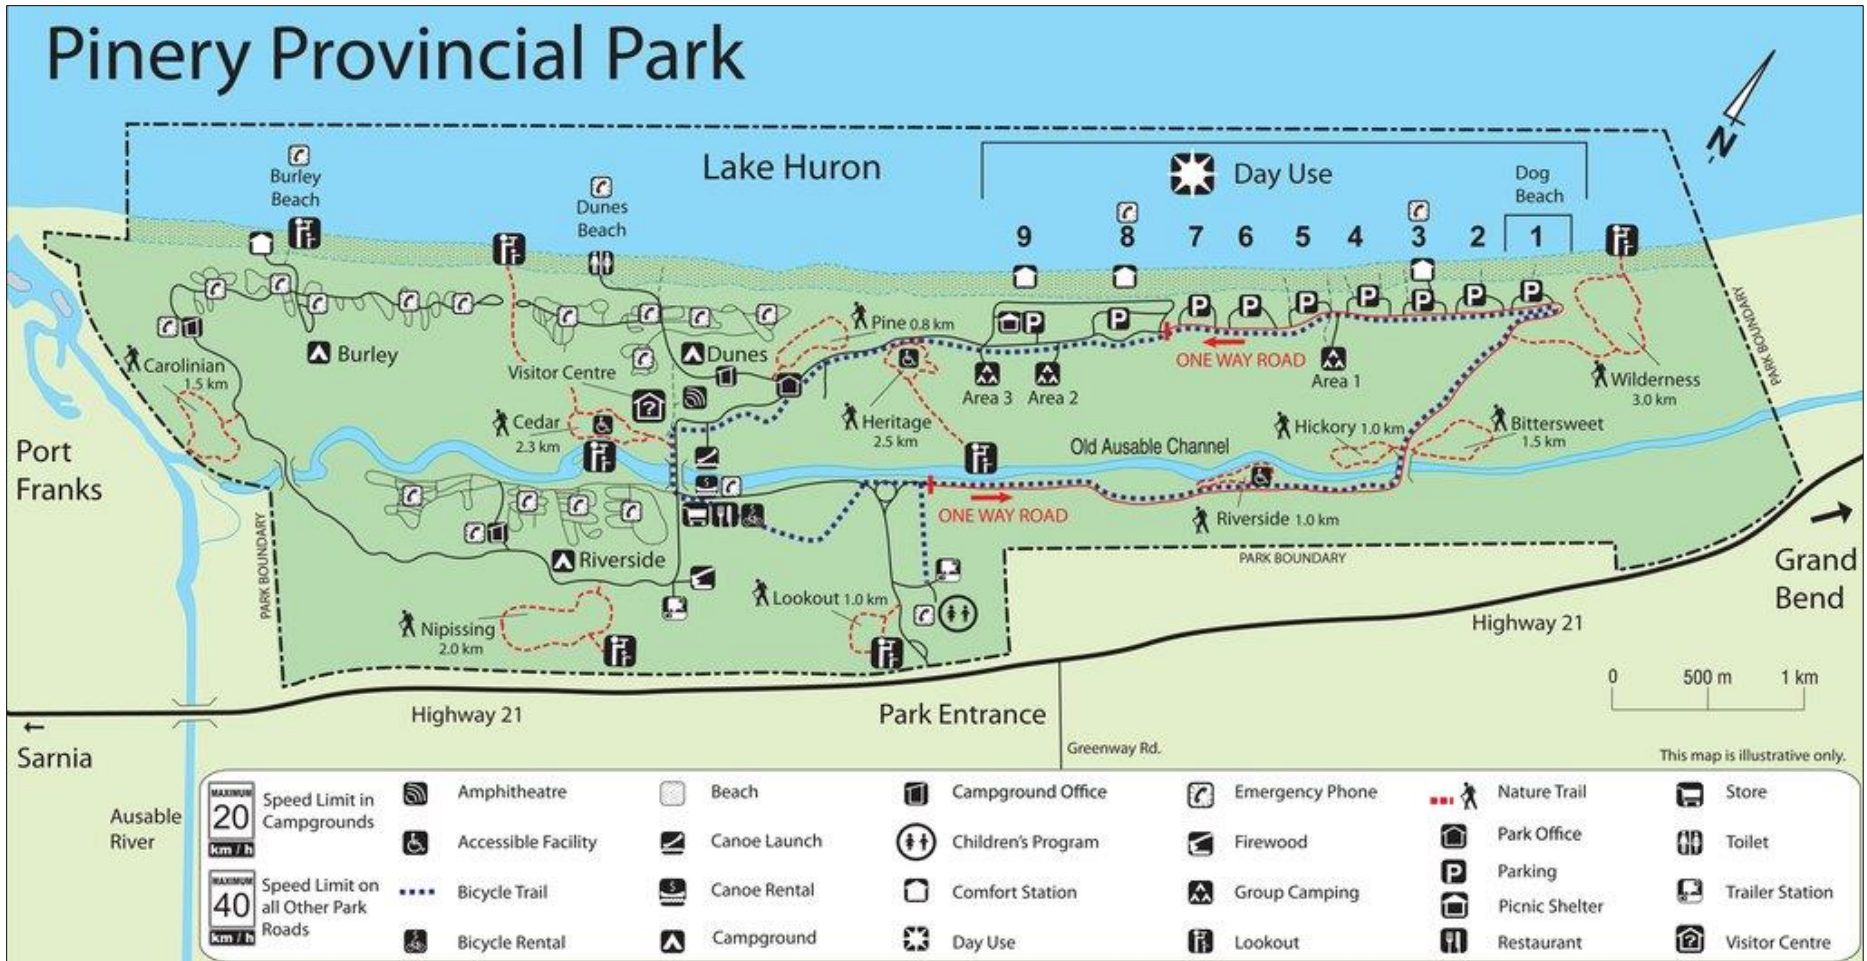 Pinery Provincial Park
N
Lake Huron
Day Use
Burley
Beach
Dunes
Beach
Dog
Beach
9
8
7
6
5
4
3
2
1
P
P
P
P
P
P
P
P
P
PARK BOUNDARY
Carolinian
1.5 km
Burley
Visitor Centre
?
Dunes
Pine 0.8 km
ONE WAY ROAD
Area 1
Area 3
Area 2
Wilderness
3.0 km
Cedar
2.3 km
Heritage
2.5 km
Hickory 1.0 km
Bittersweet
1.5 km
Old Ausable Channel
Port
Franks
S
ONE WAY ROAD
Riverside 1.0 km
PARK BOUNDARY
PARK BOUNDARY
Riverside
Lookout 1.0 km
Nipissing
2.0 km
Grand
Bend
Highway 21
Highway 21
Park Entrance
0 500 m 1 km
Greenway Rd.
This map is illustrative only.
Sarnia
Ausable
River
MAXIMUM
20
km / h
Speed Limit in
Campgrounds
MAXIMUM
40
km / h
Speed Limit on
all Other Park
Roads
Amphitheatre
Accessible Facility
Bicycle Trail
Bicycle Rental
Beach
Canoe Launch
S
Canoe Rental
Campground
Campground Office
Children's Program
Comfort Station
Day Use
Emergency Phone
Firewood
Group Camping
Lookout
Nature Trail
Park Office
P
Parking
Picnic Shelter
Restaurant
Store
Toilet
Trailer Station
?
Visitor Centre